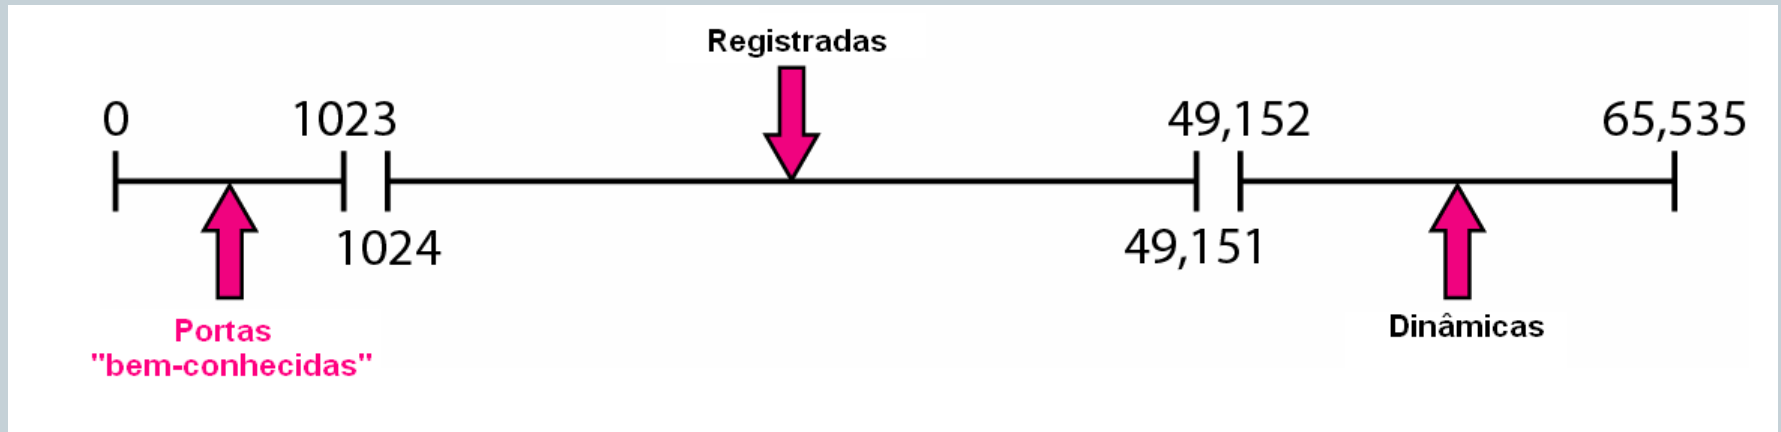 Registradas
0
1023
49,152
65,535
1024
49,151
Portas
"bem-conhecidas"
Dinâmicas